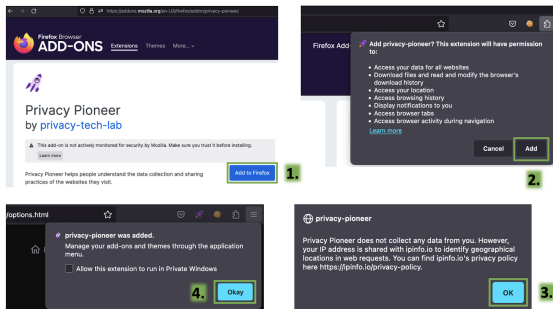 https://addons.mozilla.org/en-US/firefox/addon/privacy-pioneer/
Firefox Browser
ADD-ONS
Extensions Themes More...
Privacy Pioneer
by privacy-tech-lab
This add-on is not actively monitored for security by Mozilla. Make sure you trust it before installing.
Learn more
Privacy Pioneer helps people understand the data collection and sharing
practices of the websites they visit.
Add to Firefox
1.
Firefox Add
Add privacy-pioneer? This extension will have permission
to:
• Access your data for all websites
• Download files and read and modify the browser's
download history
• Access your location
• Access browsing history
• Display notifications to you
• Access browser tabs
• Access browser activity during navigation
Learn more
Cancel Add
2.
/options.html
privacy-pioneer was added.
Manage your add-ons and themes through the application
menu.
Allow this extension to run in Private Windows
4.
Okay
privacy-pioneer
Privacy Pioneer does not collect any data from you. However,
your IP address is shared with ipinfo.io to identify geographical
locations in web requests. You can find ipinfo.io's privacy policy
here https://ipinfo.io/privacy-policy.
OK
3.